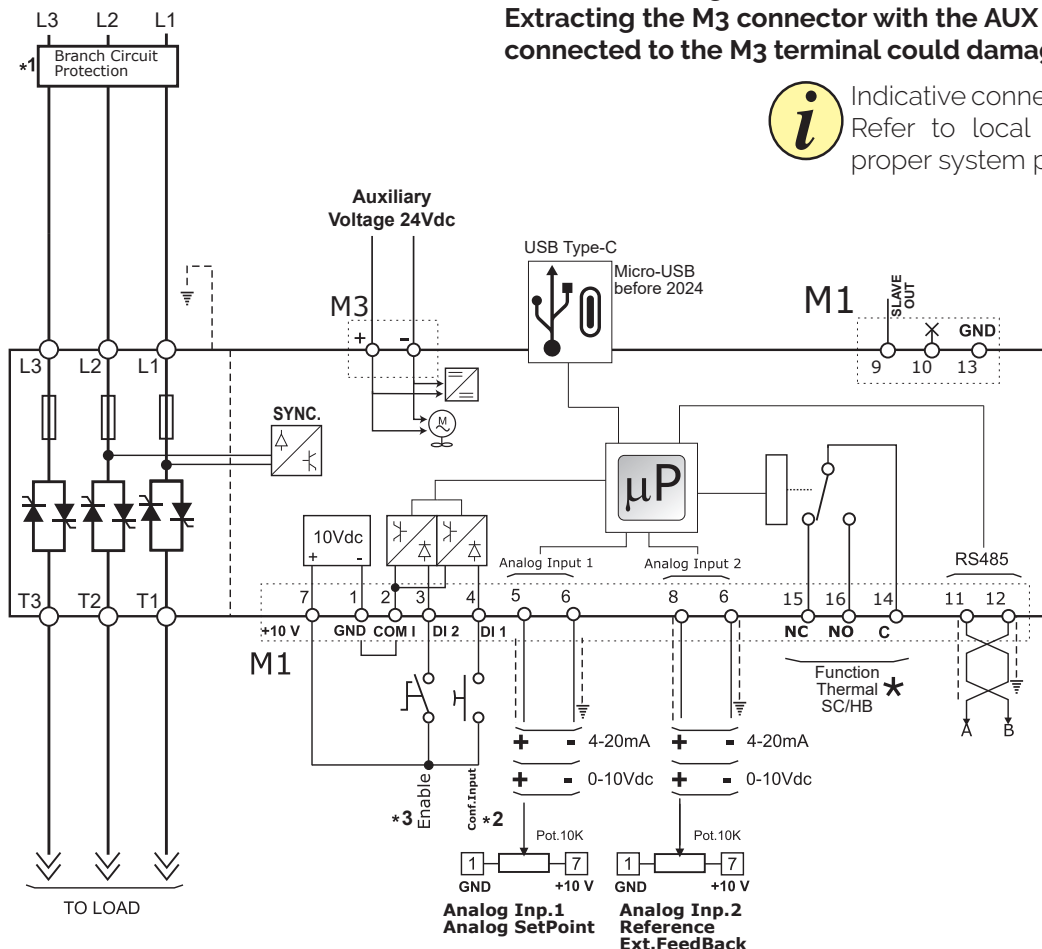 Extracting the M3 connector with the AUX
connected to the M3 terminal could
Indicative
Refer to local
proper system
L3 L2 L1
*1 Branch Circuit
Protection
Auxiliary
Voltage 24Vdc
USB Type-C
Micro-USB
before 2024
M3
+ -
M1
SLAVE
OUT
X GND
9 10 13
L3 L2 L1
SYNC.
M
µP
10Vdc
+ -
Analog Input 1
Analog Input 2
RS485
T3 T2 T1
7 1 2 3 4 5 6 8 6 15 16 14 11 12
+10 V GND COM I DI 2 DI 1 NC NO C
M1
Function
Thermal *
SC/HB
+ - 4-20mA
+ - 4-20mA
+ - 0-10Vdc
+ - 0-10Vdc
A B
*3 Enable
Conf.Input *2
Pot.10K
Pot.10K
1 7
1 7
GND +10 V
GND +10 V
TO LOAD
Analog Inp.1
Analog SetPoint
Analog Inp.2
Reference
Ext.FeedBack